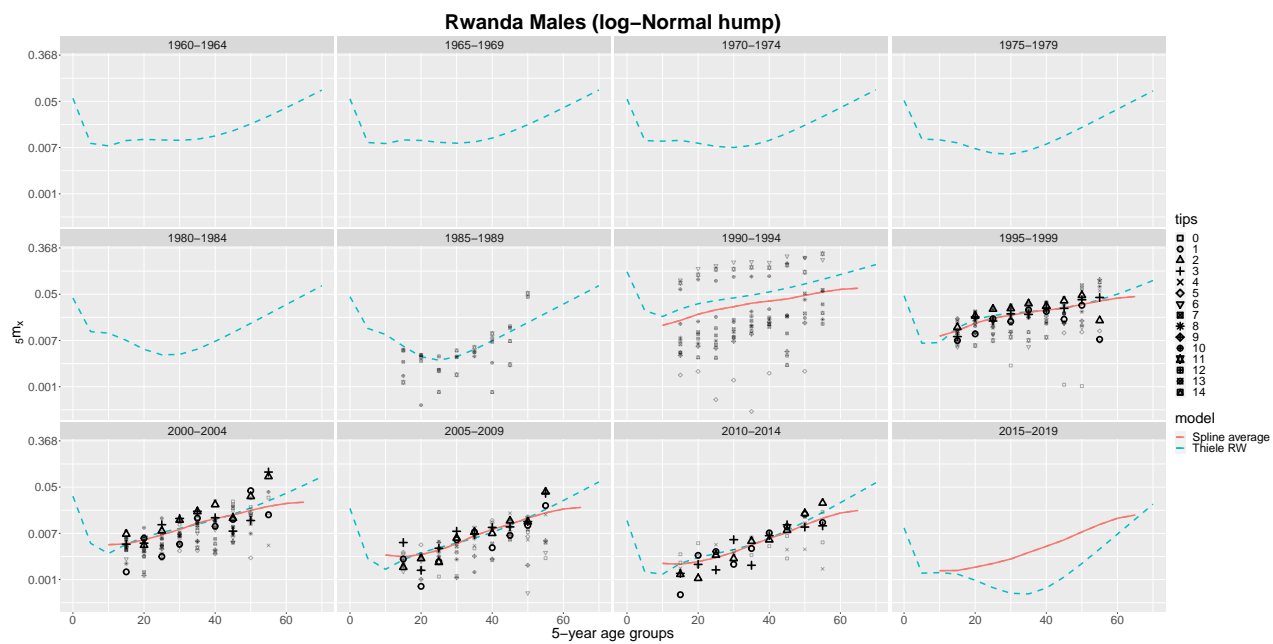 Rwanda Males (log−Normal hump)
1960−1964 1965−1969 1970−1974 1975−1979
0.368
0.05
0.007
0.001
1980−1984 1985−1989 1990−1994 1995−1999
0.368
0.05
0.007
0.001
2000−2004 2005−2009 2010−2014 2015−2019
0.368
0.05
0.007
0.001
0 20 40 60 0 20 40 60 0 20 40 60 0 20 40 60
5−year age groups
5mx
tips
0
1
2
3
4
5
6
7
8
9
10
11
12
13
14
model
Spline average
Thiele RW